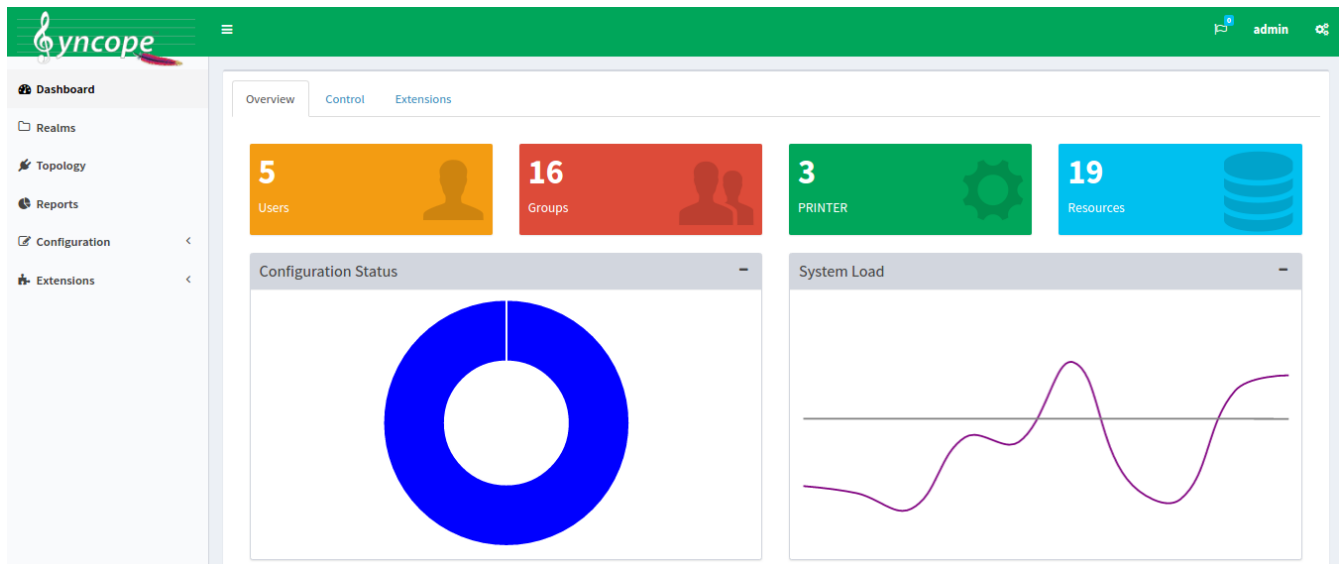 Syncope
0
admin
Dashboard
Realms
Topology
Reports
Configuration
Extensions
Overview
Control
Extensions
5
Users
16
Groups
3
PRINTER
19
Resources
Configuration Status
System Load